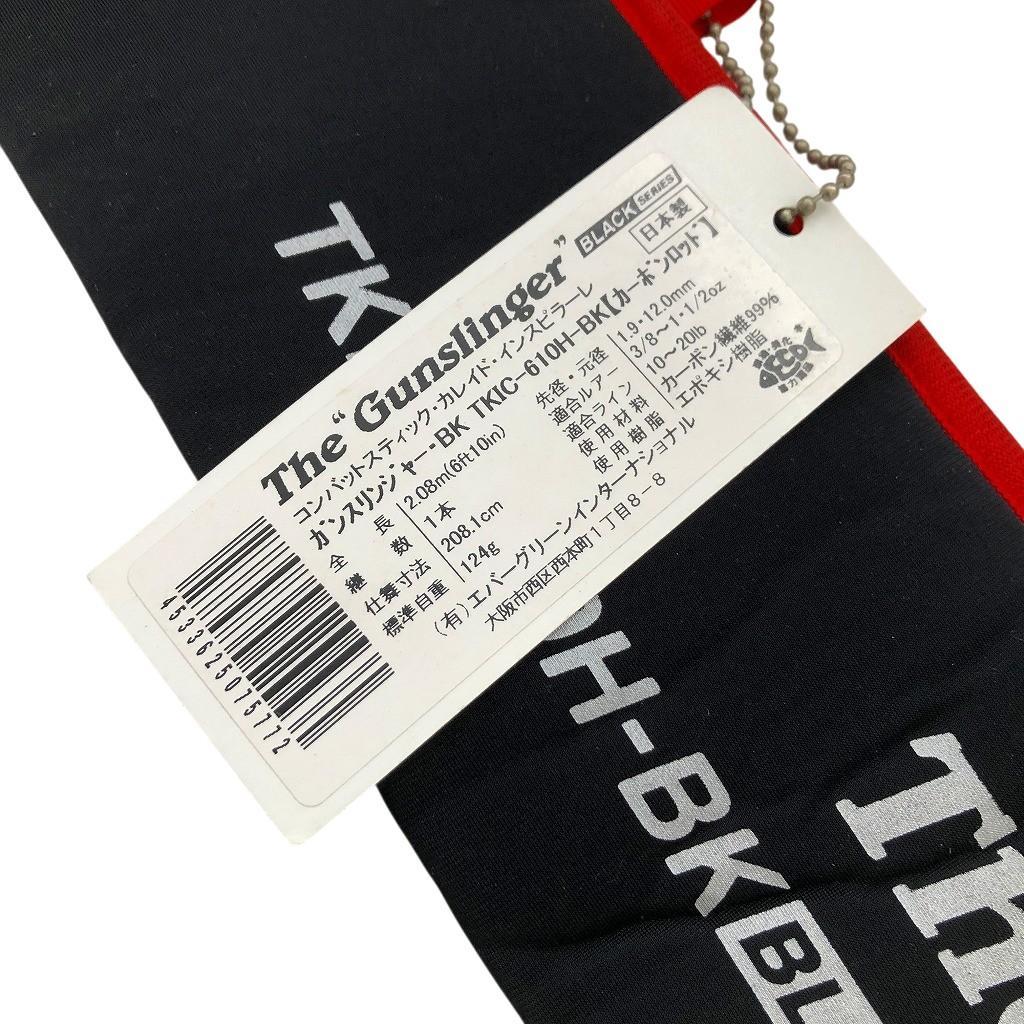 The “Gunslinger” BLACK SERIES
コンバットスティック・カレイド・インスピラーレ 日本製
ガンスリンジャー-BK TKIC-610H-BK【カーボンロッド】
全長 2.08m(6ft10in)
継数 1本
仕舞寸法 208.1cm
標準自重 124g
先径・元径 1.9・12.0mm
適合ルアー 3/8～1・1/2oz
適合ライン 10～20lb
使用材料 カーボン繊維99%
使用樹脂 エポキシ樹脂
(有)エバーグリーンインターナショナル
大阪市西区西本町1丁目8-8
4533625075772
TK
0H-BK BL
Th